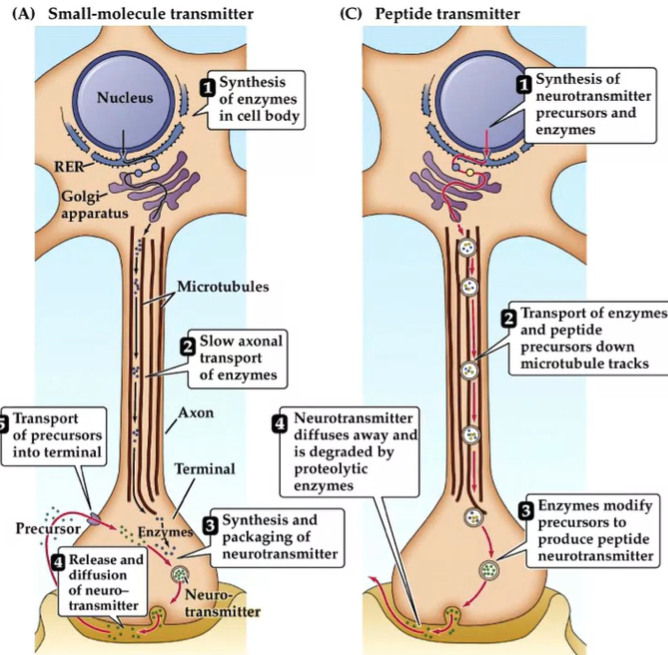 (A) Small-molecule transmitter
Nucleus
1 Synthesis
of enzymes
in cell body
RER
Golgi
apparatus
Microtubules
2 Slow axonal
transport
of enzymes
Axon
5 Transport
of precursors
into terminal
Terminal
Precursor
Enzymes
3 Synthesis and
packaging of
neurotransmitter
4 Release and
diffusion
of neuro–
transmitter
Neuro-
transmitter
(C) Peptide transmitter
1 Synthesis of
neurotransmitter
precursors and
enzymes
2 Transport of enzymes
and peptide
precursors down
microtubule tracks
4 Neurotransmitter
diffuses away and
is degraded by
proteolytic
enzymes
3 Enzymes modify
precursors to
produce peptide
neurotransmitter